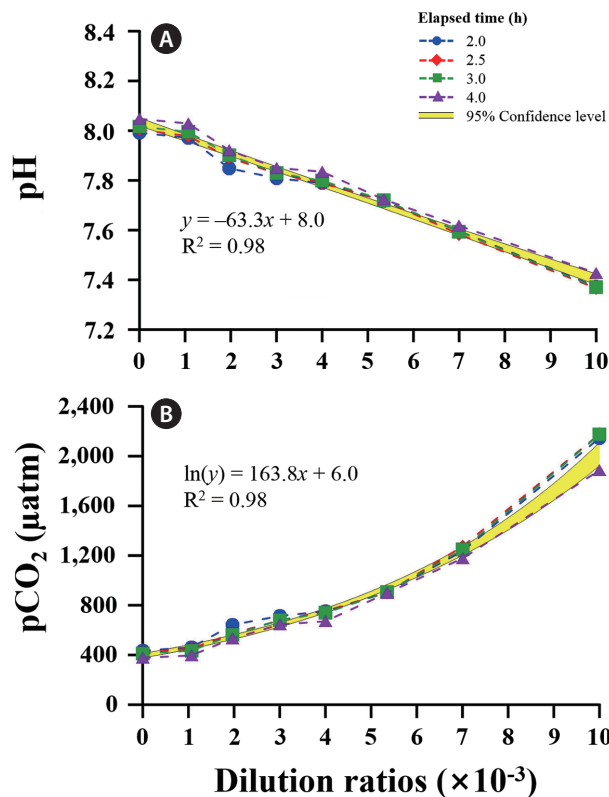 Elapsed time (h)
2.0
2.5
3.0
4.0
95% Confidence level
A
8.4
8.2
8.0
7.8
7.6
7.4
7.2
pH
y = –63.3x + 8.0
R² = 0.98
0 1 2 3 4 5 6 7 8 9 10
B
2,400
2,000
1,200
1,200
800
400
0
pCO₂ (µatm)
ln(y) = 163.8x + 6.0
R² = 0.98
0 1 2 3 4 5 6 7 8 9 10
Dilution ratios (×10⁻³)